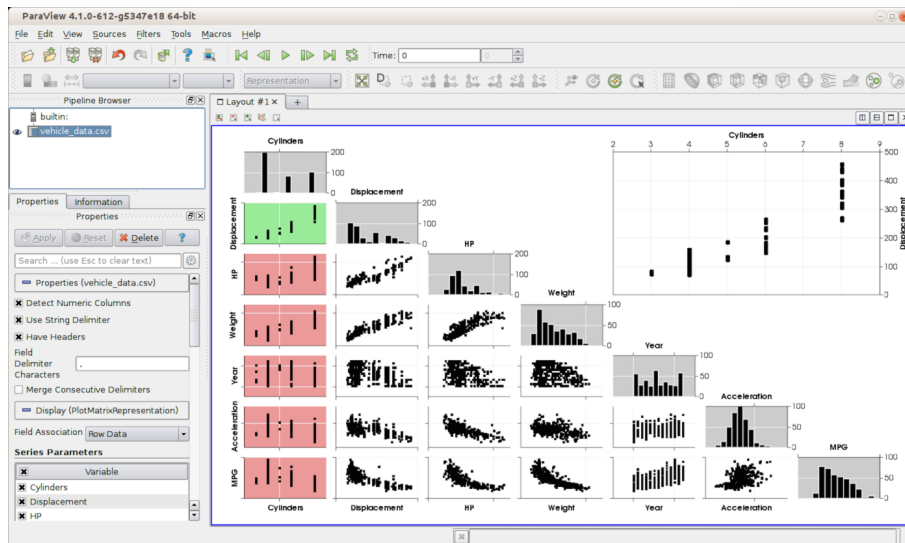 ParaView 4.1.0-612-g5347e18 64-bit
File Edit View Sources Filters Tools Macros Help
Time: 0 0
Representation
Pipeline Browser
Layout #1 × +
builtin:
vehicle_data.csv
Properties Information
Properties
Apply Reset Delete ?
Search ... (use Esc to clear text)
Properties (vehicle_data.csv)
Detect Numeric Columns
Use String Delimiter
Have Headers
Field
Delimiter
Characters
,
Merge Consecutive Delimiters
Display (PlotMatrixRepresentation)
Field Association Row Data
Series Parameters
Variable
Cylinders
Displacement
HP
Cylinders
200
100
0
Displacement
Displacement
200
100
0
HP
HP
200
100
0
Weight
Weight
100
50
0
Year
Year
100
50
0
Acceleration
Acceleration
100
50
0
MPG
MPG
100
50
0
Cylinders Displacement HP Weight Year Acceleration
Cylinders
2 3 4 5 6 7 8 9
500
400
300
200
100
0